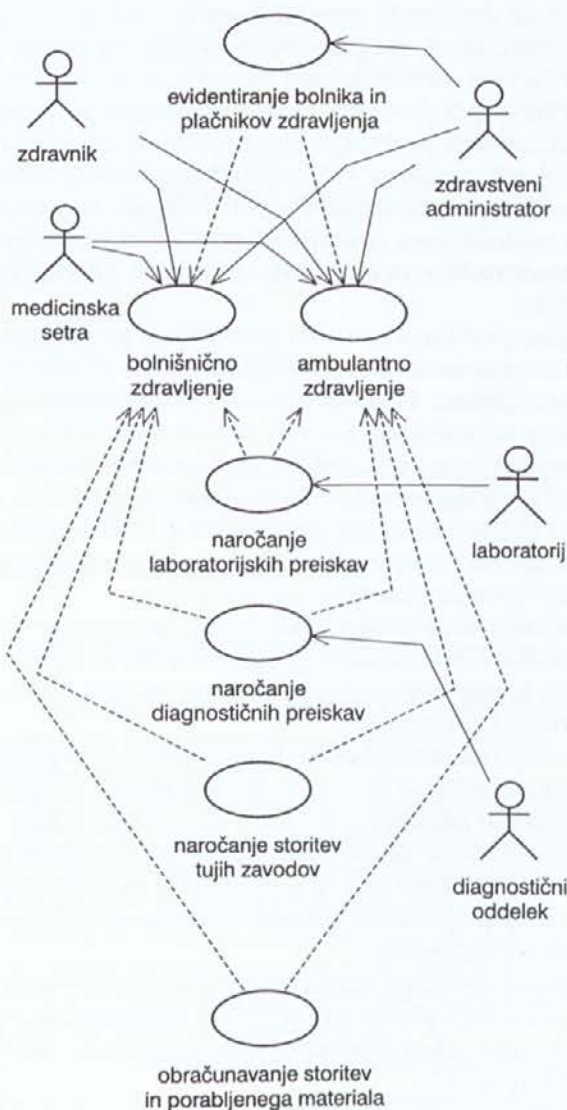 evidentiranje bolnika in
plačnikov zdravljenja
zdravnik
zdravstveni
administrator
medicinska
setra
bolnišnično
zdravljenje
ambulantno
zdravljenje
naročanje
laboratorijskih preiskav
laboratorij
naročanje
diagnostičnih preiskav
naročanje storitev
tujih zavodov
diagnostični
oddelek
obračunavanje storitev
in porabljenega materiala